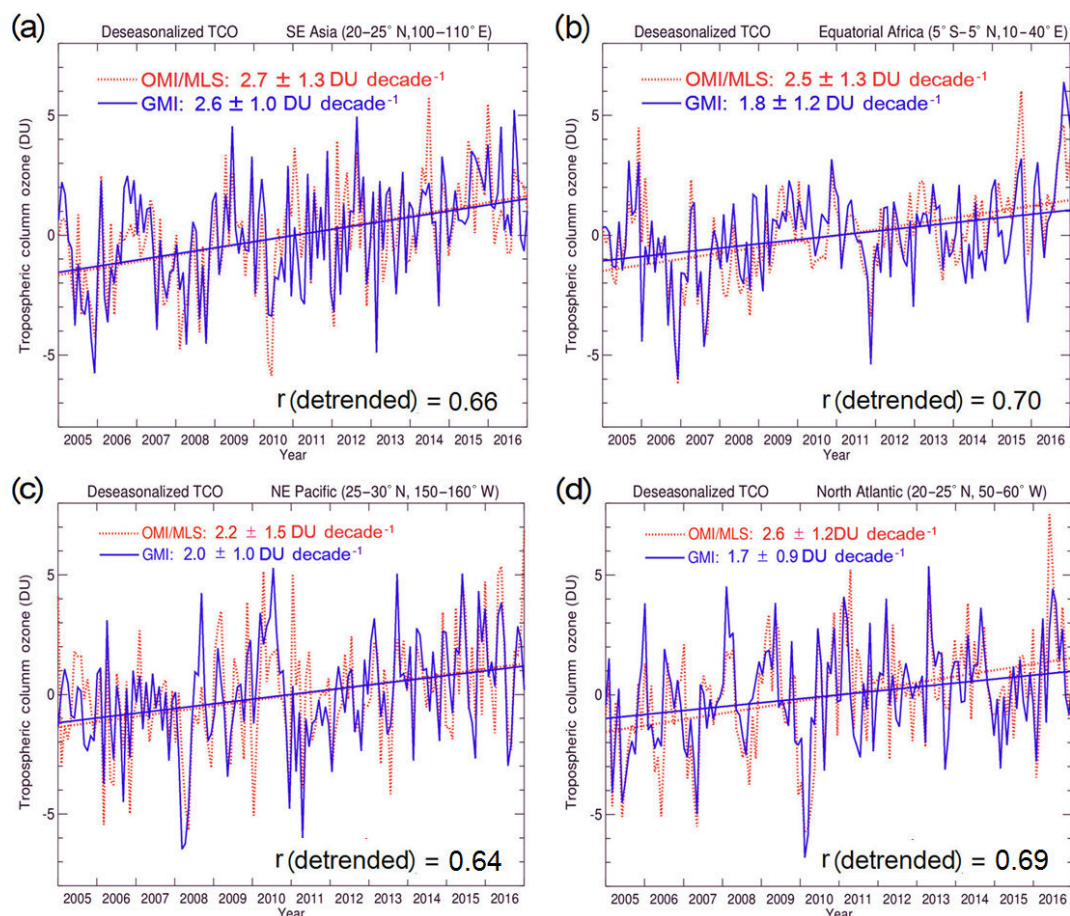 (a)
Deseasonalized TCO SE Asia (20–25° N,100–110° E)
OMI/MLS: 2.7 ± 1.3 DU decade⁻¹
GMI: 2.6 ± 1.0 DU decade⁻¹
Tropospheric columm ozone (DU)
5
0
-5
r (detrended) = 0.66
2005 2006 2007 2008 2009 2010 2011 2012 2013 2014 2015 2016
Year
(b)
Deseasonalized TCO Equatorial Africa (5° S–5° N,10–40° E)
OMI/MLS: 2.5 ± 1.3 DU decade⁻¹
GMI: 1.8 ± 1.2 DU decade⁻¹
Tropospheric columm ozone (DU)
5
0
-5
r (detrended) = 0.70
2005 2006 2007 2008 2009 2010 2011 2012 2013 2014 2015 2016
Year
(c)
Deseasonalized TCO NE Pacific (25–30° N, 150–160° W)
OMI/MLS: 2.2 ± 1.5 DU decade⁻¹
GMI: 2.0 ± 1.0 DU decade⁻¹
Tropospheric columm ozone (DU)
5
0
-5
r (detrended) = 0.64
2005 2006 2007 2008 2009 2010 2011 2012 2013 2014 2015 2016
Year
(d)
Deseasonalized TCO North Atlantic (20–25° N, 50–60° W)
OMI/MLS: 2.6 ± 1.2DU decade⁻¹
GMI: 1.7 ± 0.9 DU decade⁻¹
Tropospheric columm ozone (DU)
5
0
-5
r (detrended) = 0.69
2005 2006 2007 2008 2009 2010 2011 2012 2013 2014 2015 2016
Year